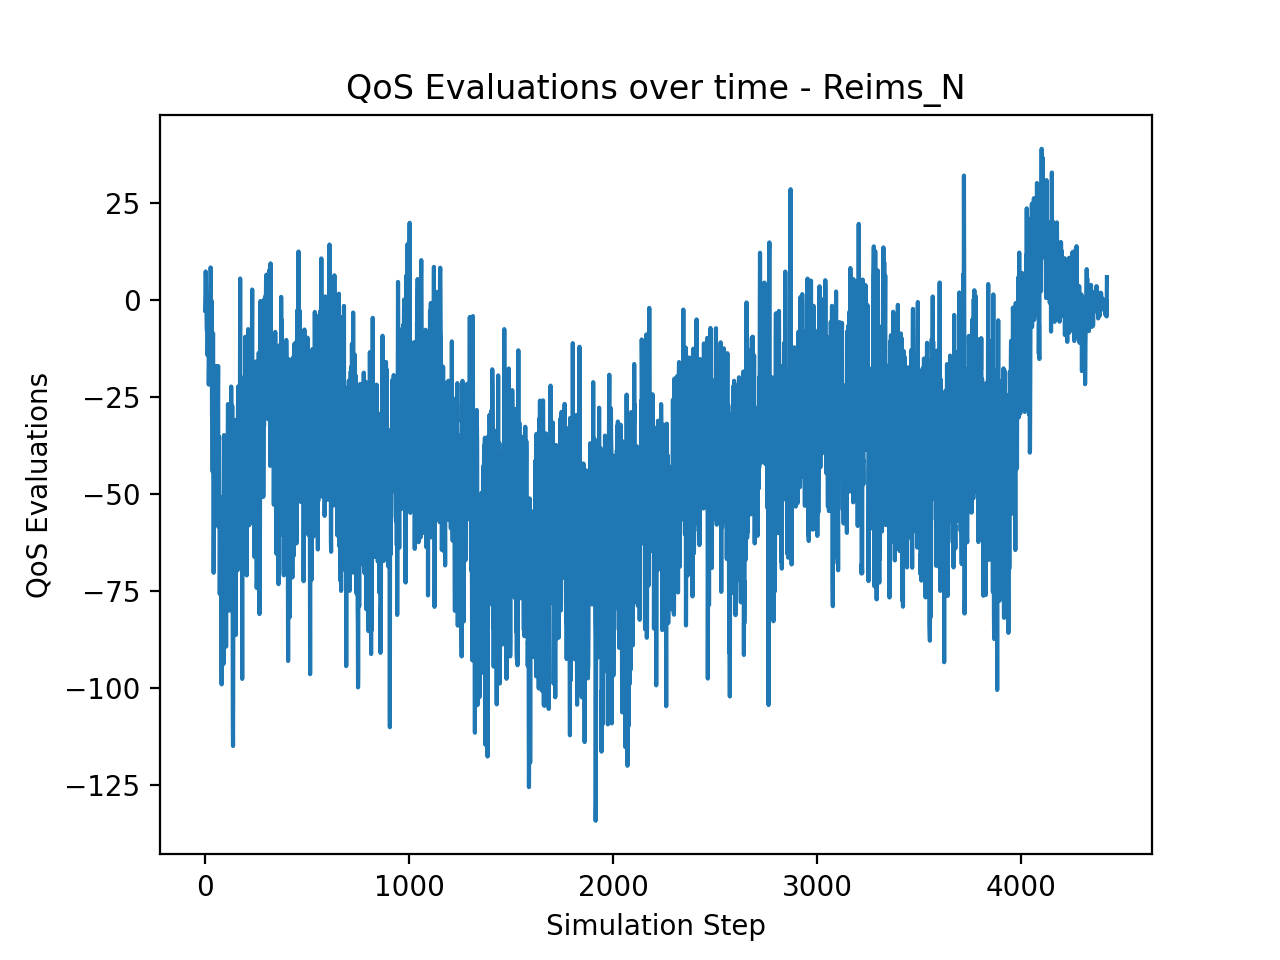 QoS Evaluations over time - Reims_N
QoS Evaluations
25
0
−25
−50
−75
−100
−125
0 1000 2000 3000 4000
Simulation Step